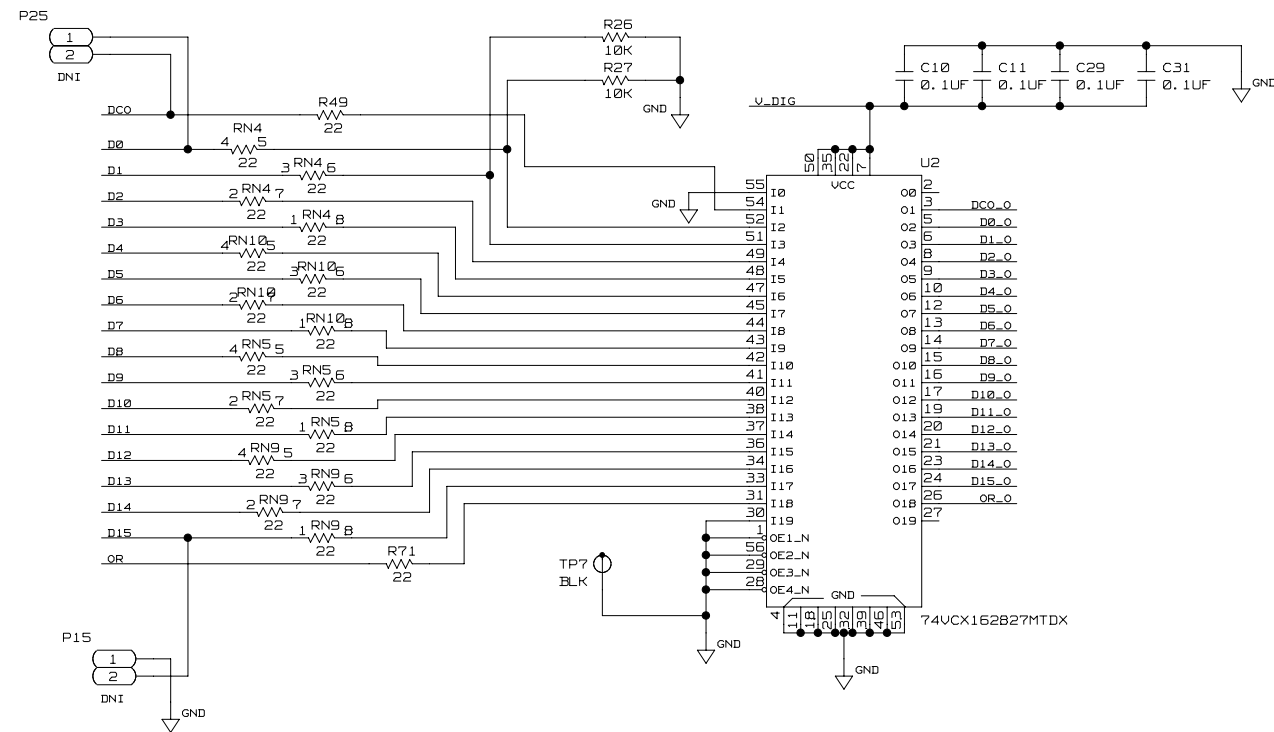 P25
1
2
DNI
R26
10K
R27
10K
GND
C10
0.1UF
C11
0.1UF
C29
0.1UF
C31
0.1UF
GND
V_DIG
DCO
R49
22
D0
4 RN4 5
22
D1
3 RN4 6
22
D2
2 RN4 7
22
D3
1 RN4 8
22
D4
4 RN10 5
22
D5
3 RN10 6
22
D6
2 RN10 7
22
D7
1 RN10 8
22
D8
4 RN5 5
22
D9
3 RN5 6
22
D10
2 RN5 7
22
D11
1 RN5 8
22
D12
4 RN9 5
22
D13
3 RN9 6
22
D14
2 RN9 7
22
D15
1 RN9 8
22
OR
R71
22
P15
1
2
DNI
GND
TP7
BLK
GND
GND
U2
50 35 22 7
VCC
55 I0 O0 2
54 I1 O1 3 DCO_O
52 I2 O2 5 D0_O
51 I3 O3 6 D1_O
49 I4 O4 8 D2_O
48 I5 O5 9 D3_O
47 I6 O6 10 D4_O
45 I7 O7 12 D5_O
44 I8 O8 13 D6_O
43 I9 O9 14 D7_O
42 I10 O10 15 D8_O
41 I11 O11 16 D9_O
40 I12 O12 17 D10_O
38 I13 O13 19 D11_O
37 I14 O14 20 D12_O
36 I15 O15 21 D13_O
34 I16 O16 23 D14_O
33 I17 O17 24 D15_O
31 I18 O18 26 OR_O
30 I19 O19 27
1 OE1_N
56 OE2_N
29 OE3_N
28 OE4_N
GND
4 11 18 25 32 39 46 53
74VCX162827MTDX
GND